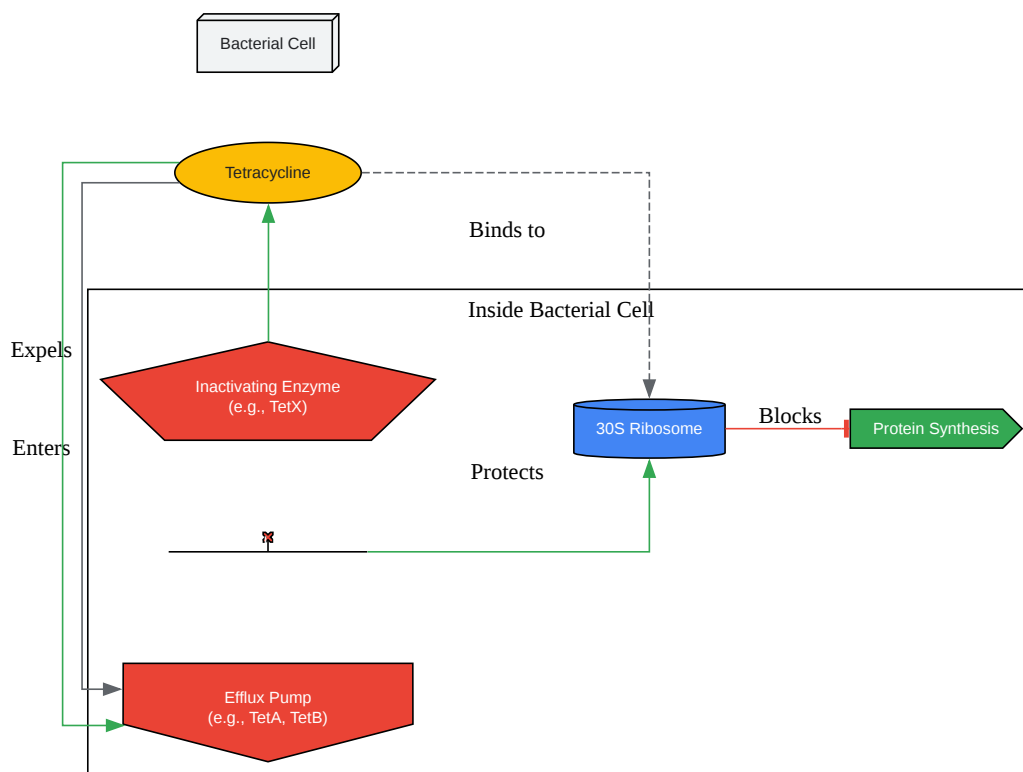 Bacterial Cell
Tetracycline
Binds to
Inside Bacterial Cell
Expels
Inactivating Enzyme
(e.g., TetX)
Blocks
30S Ribosome
Protein Synthesis
Enters
Protects
Efflux Pump
(e.g., TetA, TetB)